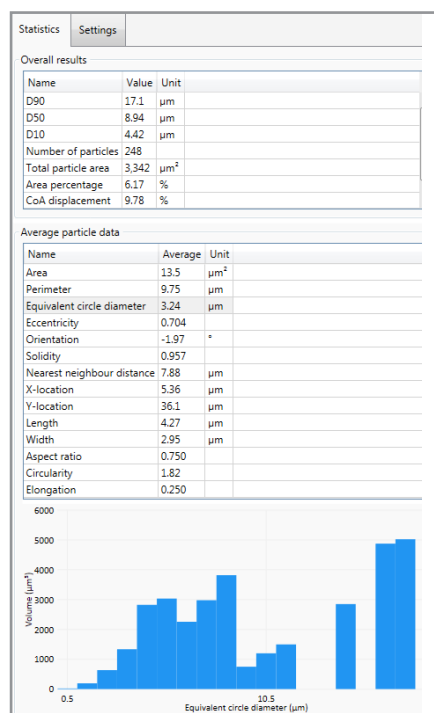 Statistics Settings
Overall results
Name Value Unit
D90 17.1 µm
D50 8.94 µm
D10 4.42 µm
Number of particles 248
Total particle area 3,342 µm²
Area percentage 6.17 %
CoA displacement 9.78 %
Average particle data
Name Average Unit
Area 13.5 µm²
Perimeter 9.75 µm
Equivalent circle diameter 3.24 µm
Eccentricity 0.704
Orientation -1.97 °
Solidity 0.957
Nearest neighbour distance 7.88 µm
X-location 5.36 µm
Y-location 36.1 µm
Length 4.27 µm
Width 2.95 µm
Aspect ratio 0.750
Circularity 1.82
Elongation 0.250
6000
5000
4000
3000
2000
1000
0
Volume (µm³)
0.5 10.5
Equivalent circle diameter (µm)